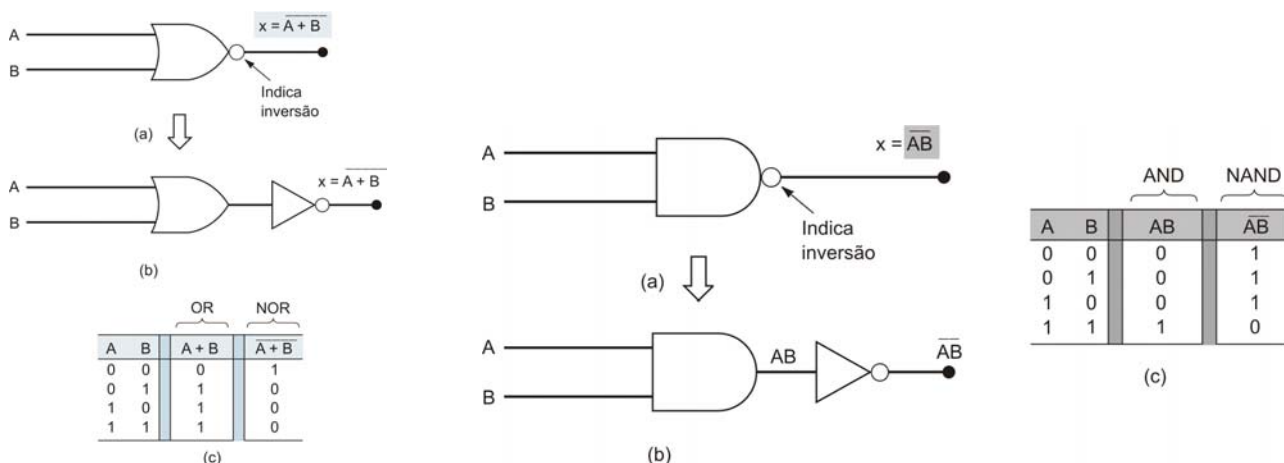 x = A + B
A
B
Indica
inversão
(a)
A
x = A + B
B
(b)
OR NOR
A B A + B A + B
0 0 0 1
0 1 1 0
1 0 1 0
1 1 1 0
(c)
x = AB
A
B
Indica
inversão
(a)
A
AB
AB
B
(b)
AND NAND
A B AB AB
0 0 0 1
0 1 0 1
1 0 0 1
1 1 1 0
(c)